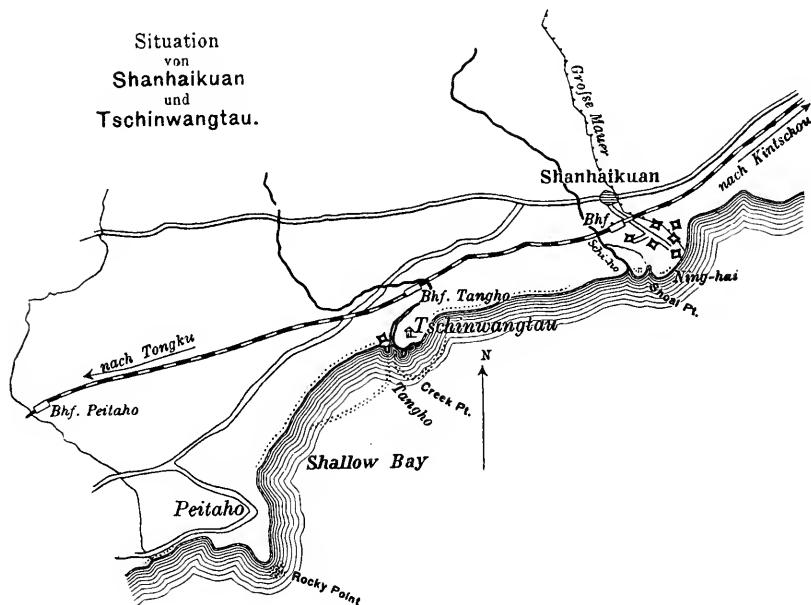 Situation
von
Shanhaikuan
und
Tschinwangtau.
Große Mauer
nach Kintschou
Shanhaikuan
Bhf.
Schi-ho
Ning-hai
Shoal Pt.
Bhf. Tangho
Tschinwangtau
N
nach Tongku
Creek Pt.
Tangho
Bhf. Peitaho
Shallow Bay
Peitaho
Rocky Point